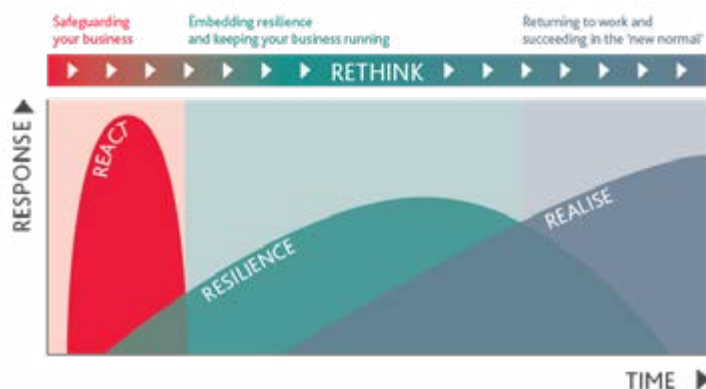 Safeguarding
your business
Embedding resilience
and keeping your business running
Returning to work and
succeeding in the 'new normal'
RETHINK
RESPONSE
REACT
RESILIENCE
REALISE
TIME